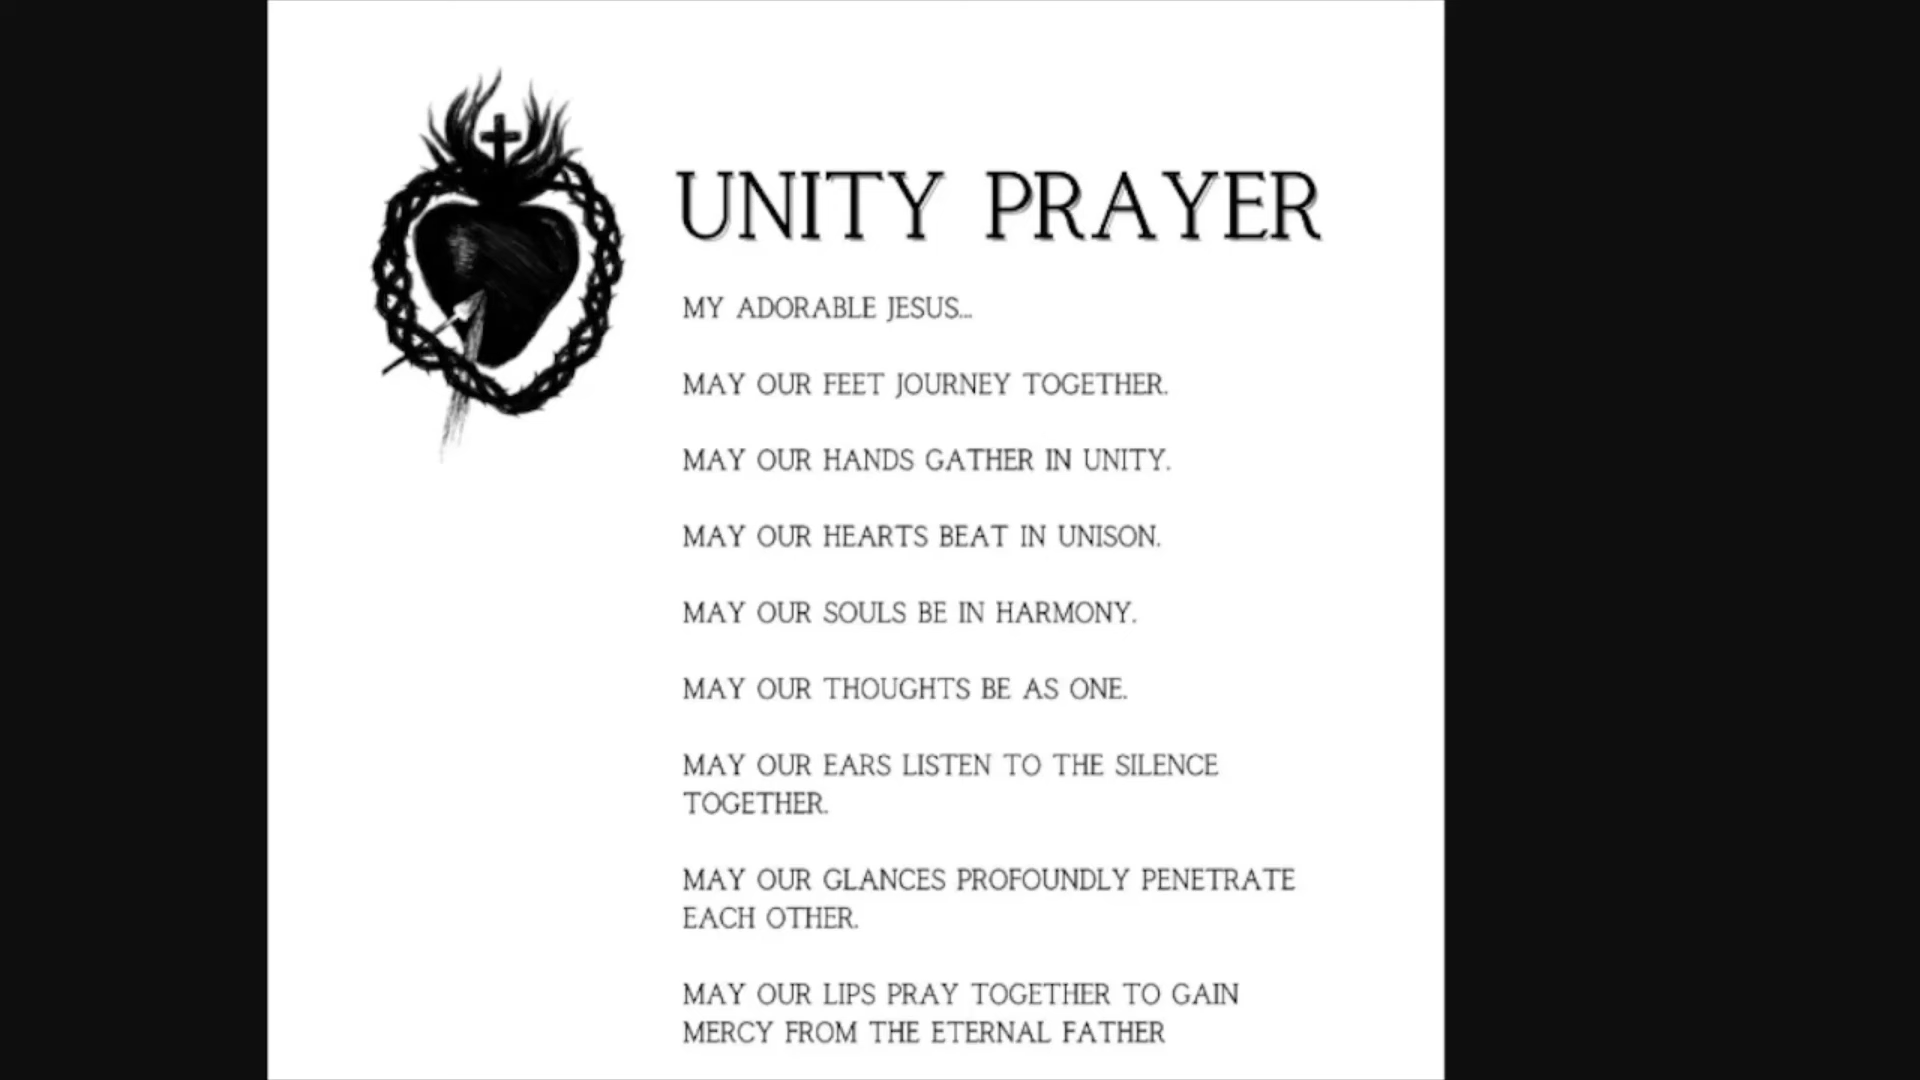 UNITY PRAYER
MY ADORABLE JESUS...
MAY OUR FEET JOURNEY TOGETHER.
MAY OUR HANDS GATHER IN UNITY.
MAY OUR HEARTS BEAT IN UNISON.
MAY OUR SOULS BE IN HARMONY.
MAY OUR THOUGHTS BE AS ONE.
MAY OUR EARS LISTEN TO THE SILENCE
TOGETHER.
MAY OUR GLANCES PROFOUNDLY PENETRATE
EACH OTHER.
MAY OUR LIPS PRAY TOGETHER TO GAIN
MERCY FROM THE ETERNAL FATHER